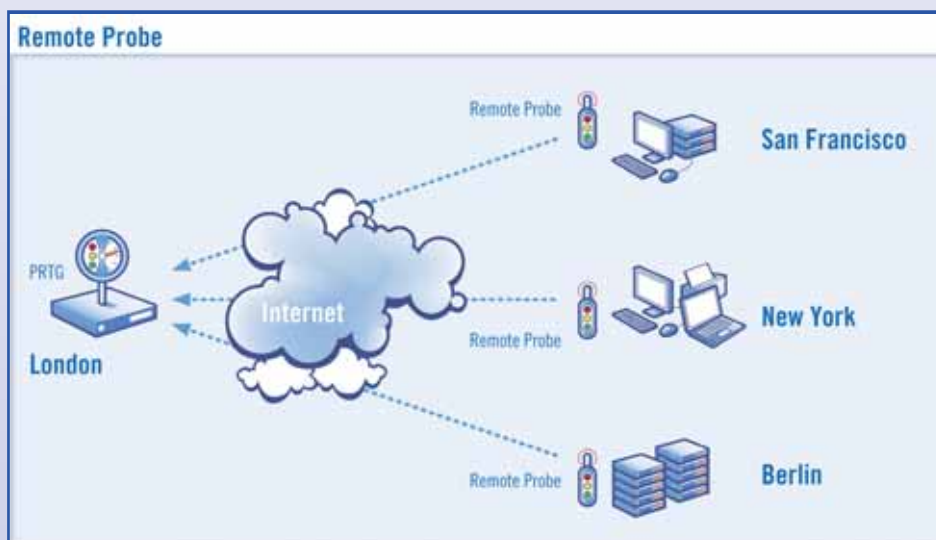 Remote Probe
Remote Probe
San Francisco
PRTG
Internet
London
New York
Remote Probe
Remote Probe
Berlin